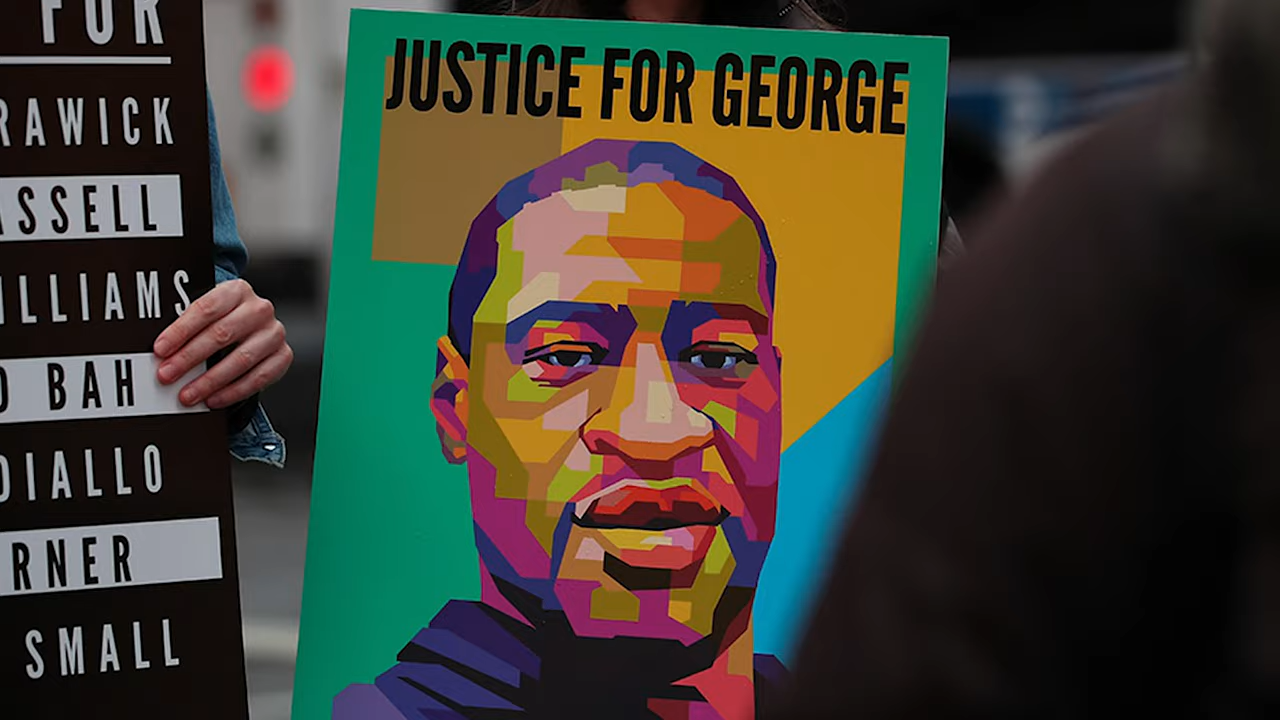 FOR
RAWICK
SSELL
ILLIAMS
BAH
DIALLO
RNER
SMALL
JUSTICE FOR GEORGE